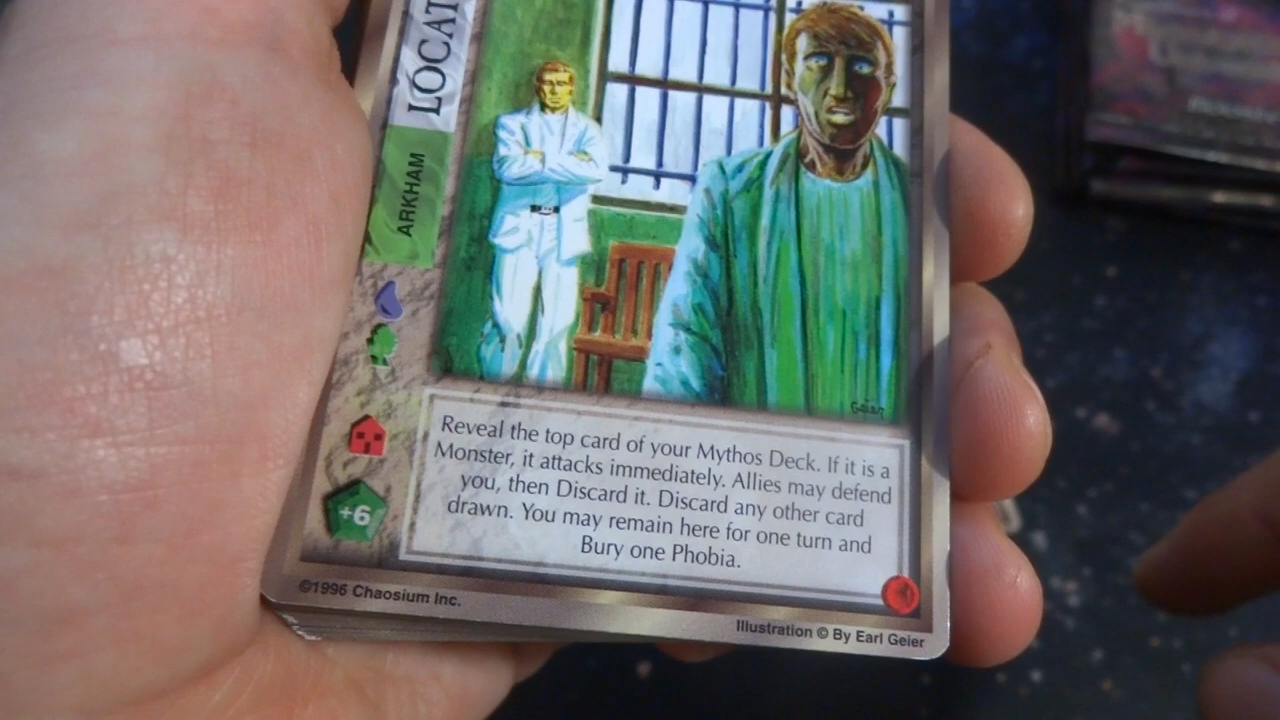 LOCAT
ARKHAM
Geier
Reveal the top card of your Mythos Deck. If it is a
Monster, it attacks immediately. Allies may defend
you, then Discard it. Discard any other card
drawn. You may remain here for one turn and
Bury one Phobia.
+6
©1996 Chaosium Inc.
Illustration © By Earl Geier